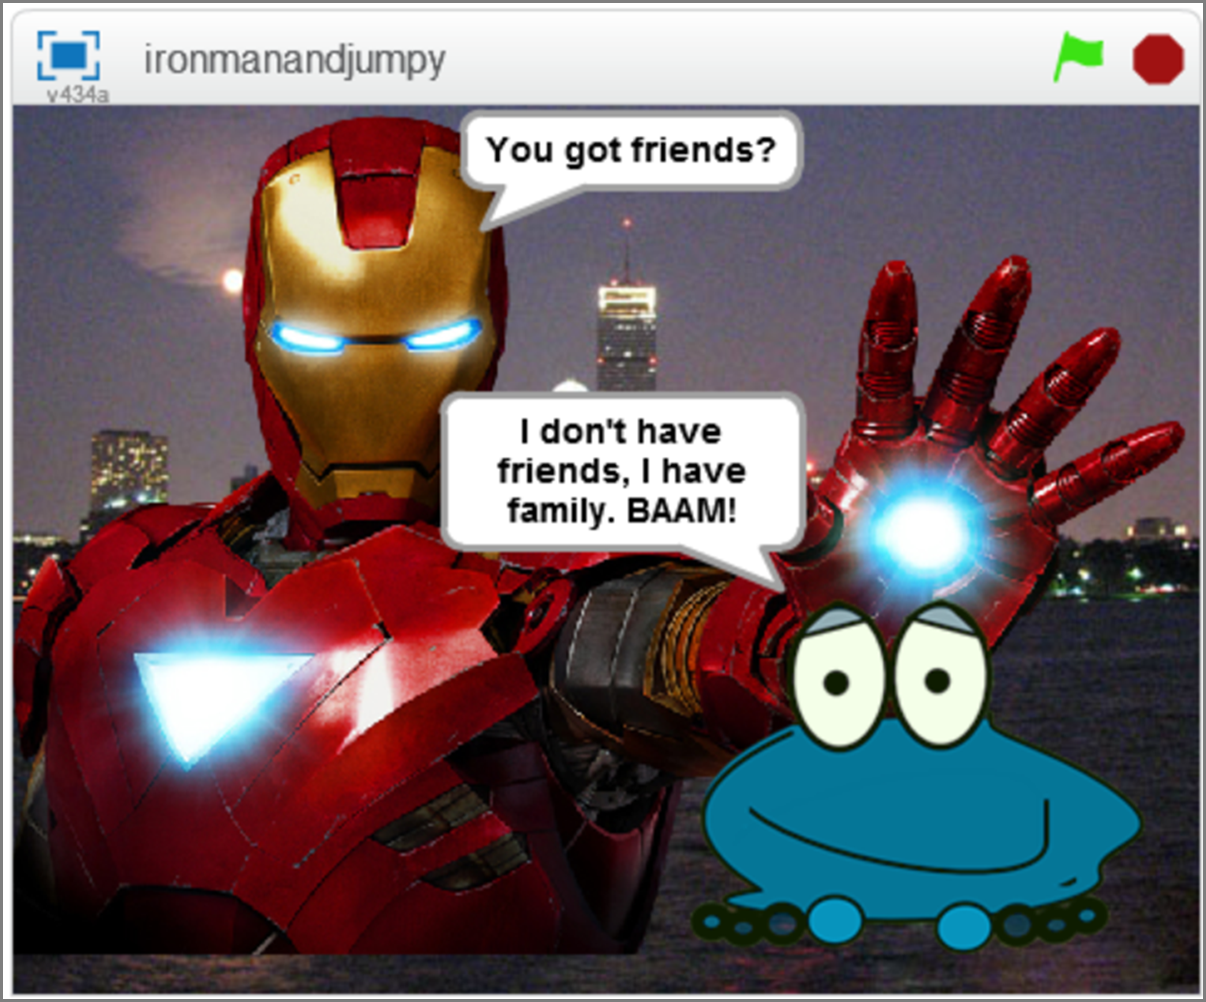 ironmanandjumpy
v434a
You got friends?
I don't have
friends, I have
family. BAAM!